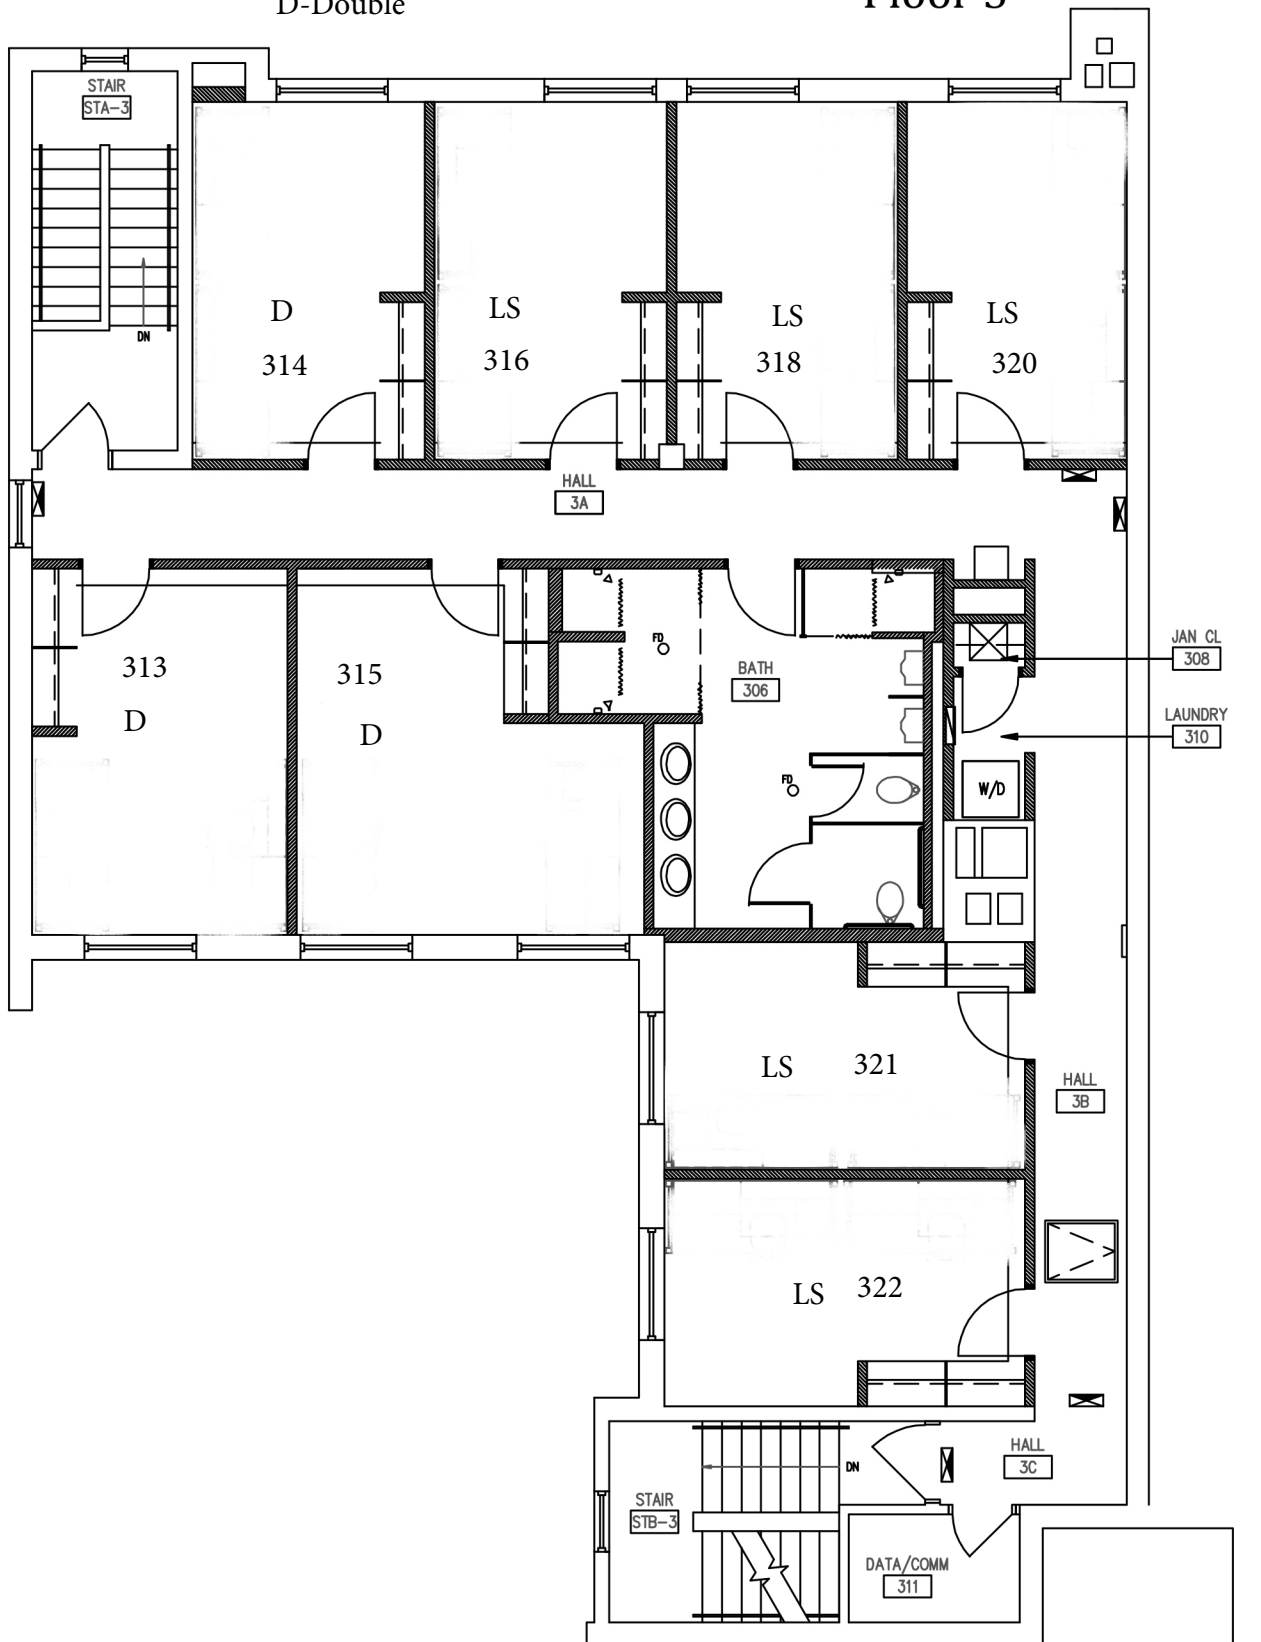 D-Double
Floor 3
STAIR
STA-3
DN
D
314
LS
316
LS
318
LS
320
HALL
3A
313
D
315
D
FD
BATH
306
FD
JAN CL
308
LAUNDRY
310
W/D
LS 321
HALL
3B
LS 322
HALL
3C
DN
STAIR
STB-3
DATA/COMM
311